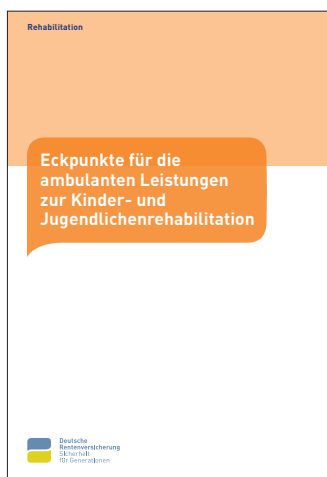 Rehabilitation
Eckpunkte für die
ambulanten Leistungen
zur Kinder- und
Jugendlichenrehabilitation
Deutsche
Rentenversicherung
Sicherheit
für Generationen